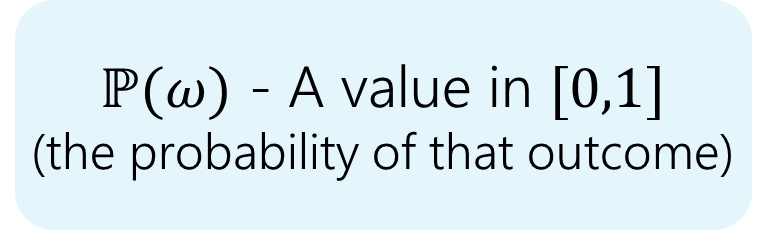 ℙ(𝜔) - A value in [0,1]
(the probability of that outcome)